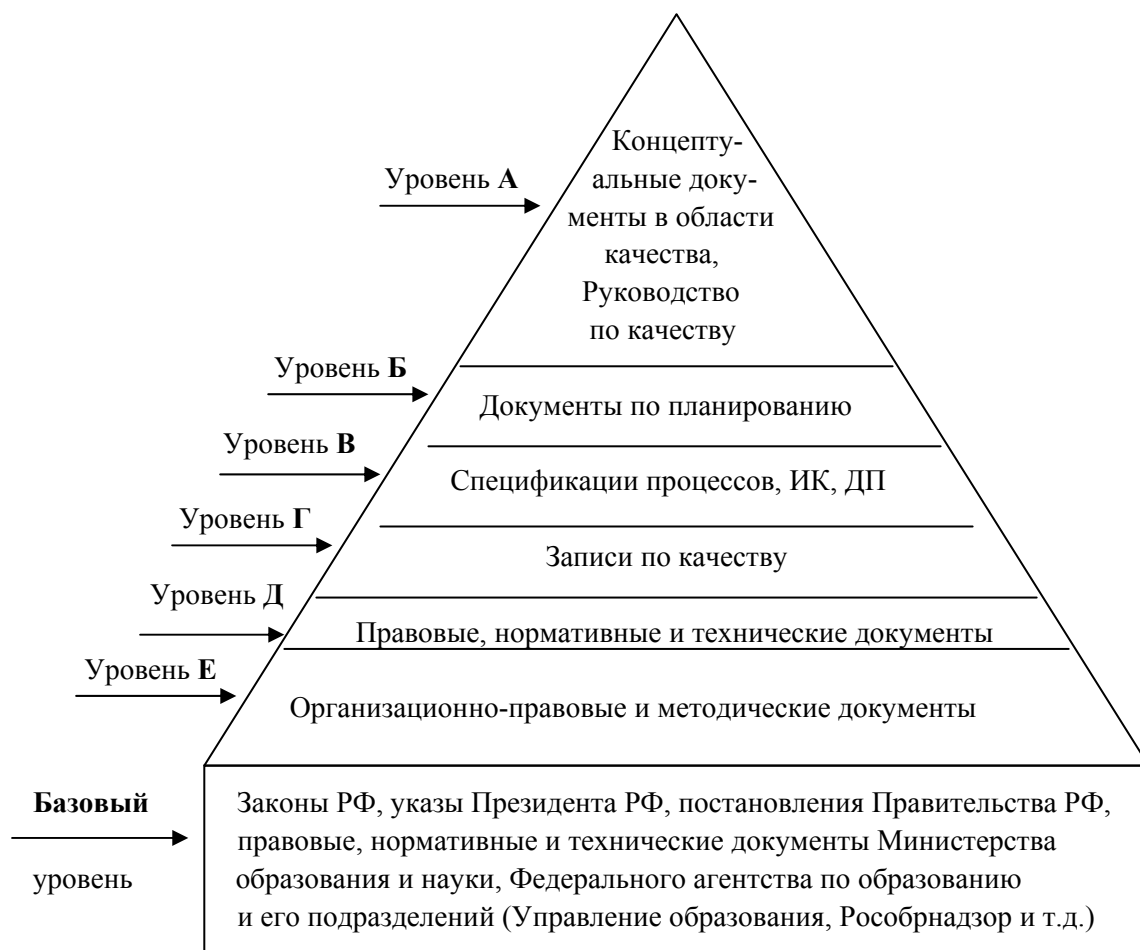 Концепту-
альные доку-
менты в области
качества,
Руководство
по качеству
Уровень А
Уровень Б
Документы по планированию
Уровень В
Спецификации процессов, ИК, ДП
Уровень Г
Записи по качеству
Уровень Д
Правовые, нормативные и технические документы
Уровень Е
Организационно-правовые и методические документы
Базовый
уровень
Законы РФ, указы Президента РФ, постановления Правительства РФ,
правовые, нормативные и технические документы Министерства
образования и науки, Федерального агентства по образованию
и его подразделений (Управление образования, Рособрнадзор и т.д.)